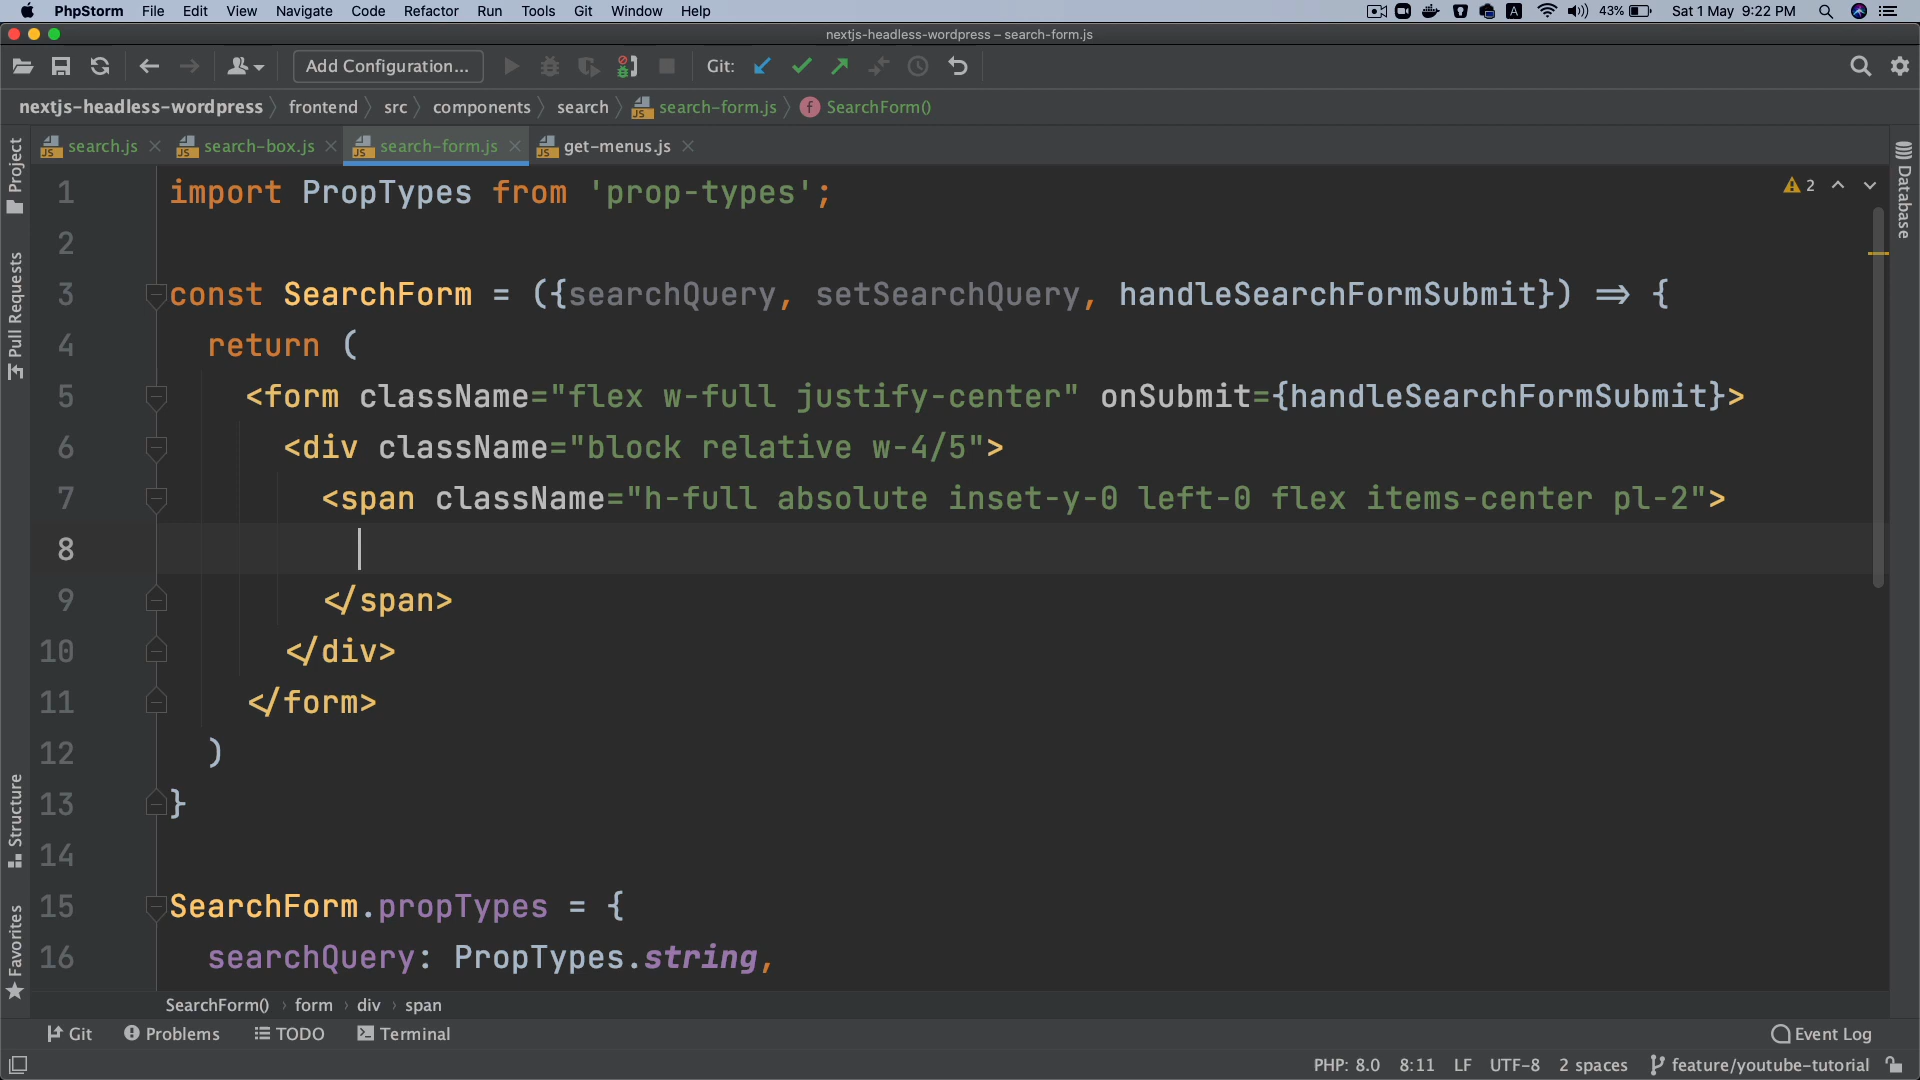 PhpStorm File Edit View Navigate Code Refactor Run Tools Git Window Help A 43% Sat 1 May 9:22 PM
nextjs-headless-wordpress – search-form.js
Add Configuration... Git:
nextjs-headless-wordpress frontend src components search JS search-form.js f SearchForm()
JS search.js JS search-box.js JS search-form.js JS get-menus.js
Project
Pull Requests
Structure
Favorites
Database
2
1 import PropTypes from 'prop-types';
2
3 const SearchForm = ({searchQuery, setSearchQuery, handleSearchFormSubmit}) => {
4 return (
5 <form className="flex w-full justify-center" onSubmit={handleSearchFormSubmit}>
6 <div className="block relative w-4/5">
7 <span className="h-full absolute inset-y-0 left-0 flex items-center pl-2">
8
9 </span>
10 </div>
11 </form>
12 )
13 }
14
15 SearchForm.propTypes = {
16 searchQuery: PropTypes.string,
SearchForm() form div span
Git Problems TODO Terminal Event Log
PHP: 8.0 8:11 LF UTF-8 2 spaces feature/youtube-tutorial